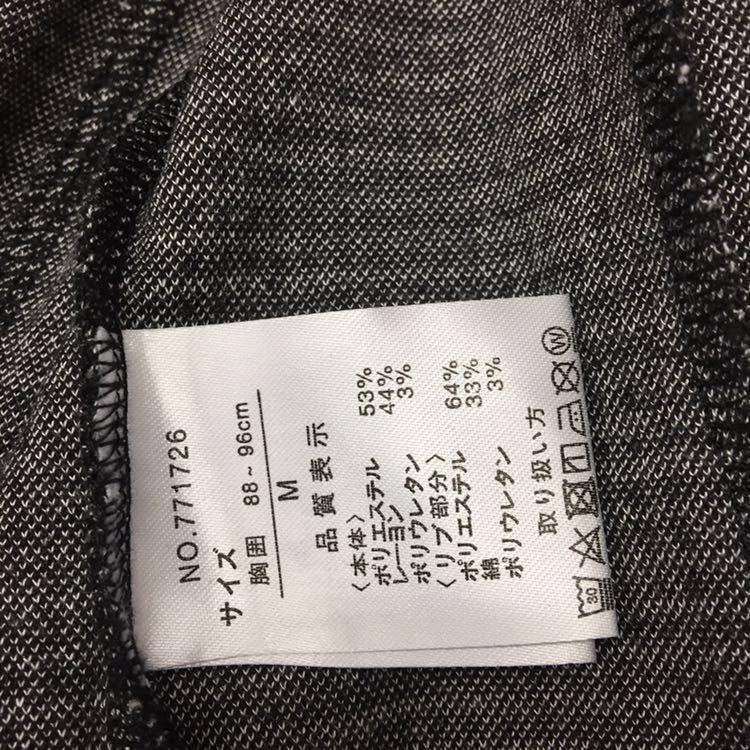 NO.771726
サイズ
胸囲 88~96cm
M
品質表示
〈本体〉
ポリエステル 53%
レーヨン 44%
ポリウレタン 3%
〈リブ部分〉
ポリエステル 64%
綿 33%
ポリウレタン 3%
取り扱い方
30 W